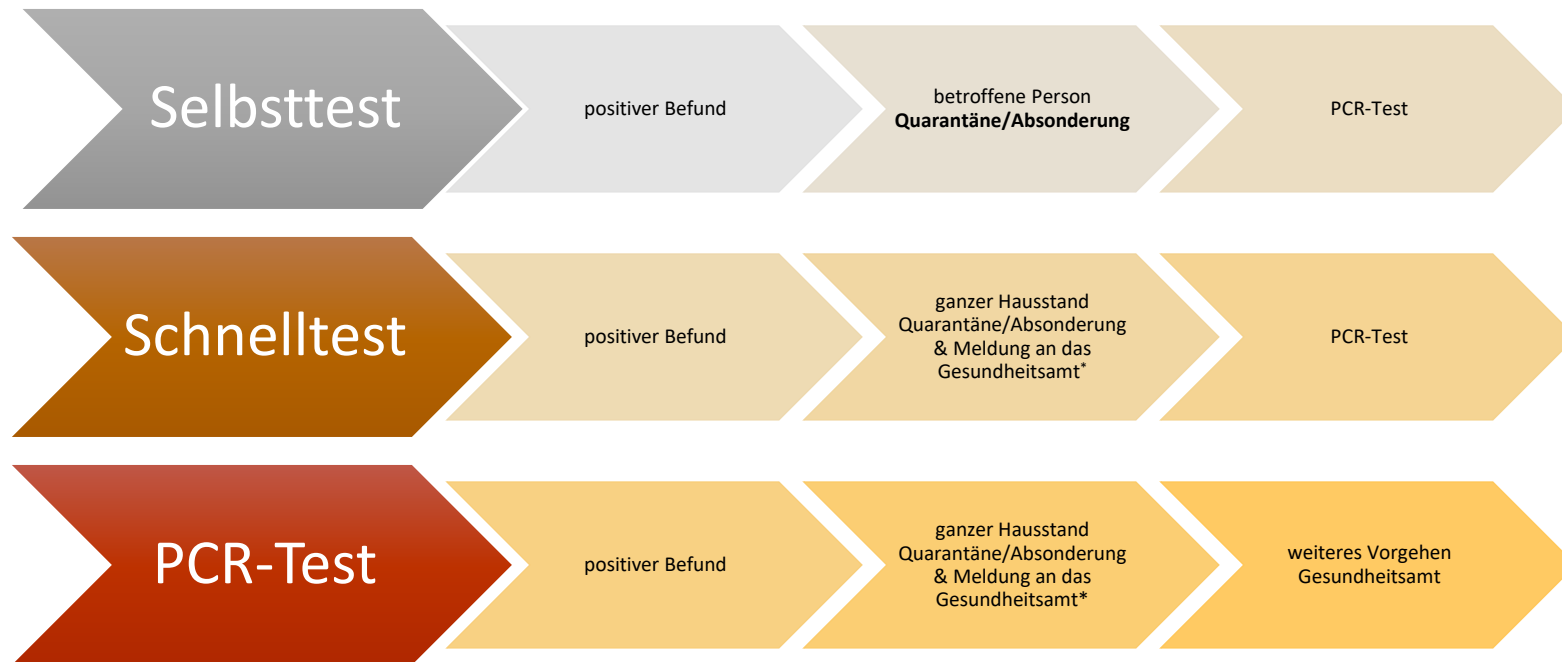 Selbsttest
positiver Befund
betroffene Person
Quarantäne/Absonderung
PCR-Test
Schnelltest
positiver Befund
ganzer Hausstand
Quarantäne/Absonderung
& Meldung an das
Gesundheitsamt*
PCR-Test
PCR-Test
positiver Befund
ganzer Hausstand
Quarantäne/Absonderung
& Meldung an das
Gesundheitsamt*
weiteres Vorgehen
Gesundheitsamt